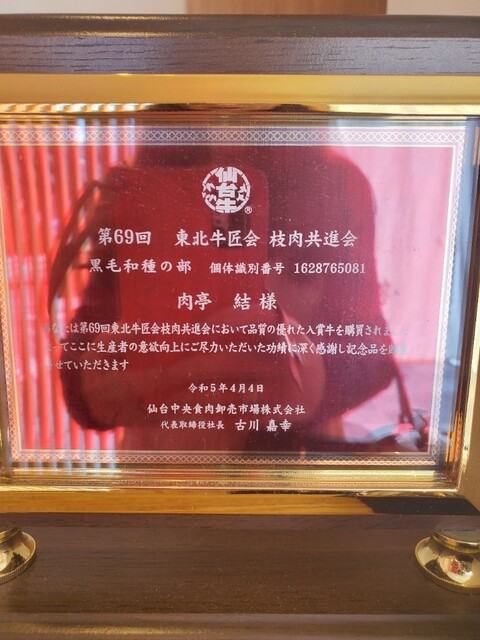 仙台牛®
第69回 東北牛匠会 枝肉共進会
黒毛和種の部 個体識別番号 1628765081
肉亭 結 様
なたは第69回東北牛匠会枝肉共進会において品質の優れた入賞牛を購買されま
ってここに生産者の意欲向上にご尽力いただいた功績に深く感謝し記念品を
させていただきます
令和5年4月4日
仙台中央食肉卸売市場株式会社
代表取締役社長 古川 嘉幸